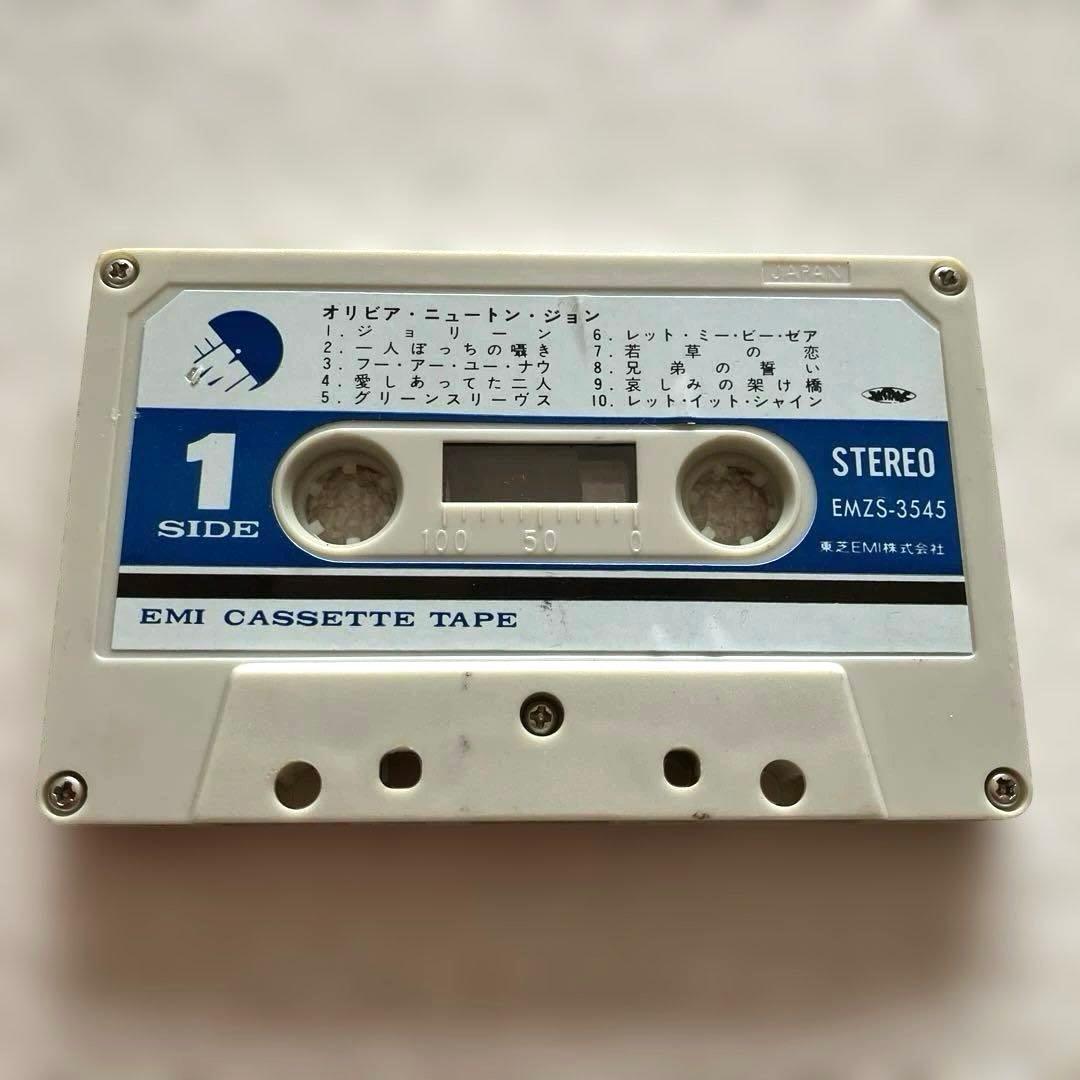 JAPAN
オリビア・ニュートン・ジョン
1. ジョリーン
2. 一人ぼっちの囁き
3. フー・アー・ユー・ナウ
4. 愛しあってた二人
5. グリーンスリーヴス
6. レット・ミー・ビー・ゼア
7. 若草の恋
8. 兄弟の誓い
9. 哀しみの架け橋
10. レット・イット・シャイン
1
SIDE
100 50 0
STEREO
EMZS-3545
東芝EMI株式会社
EMI CASSETTE TAPE